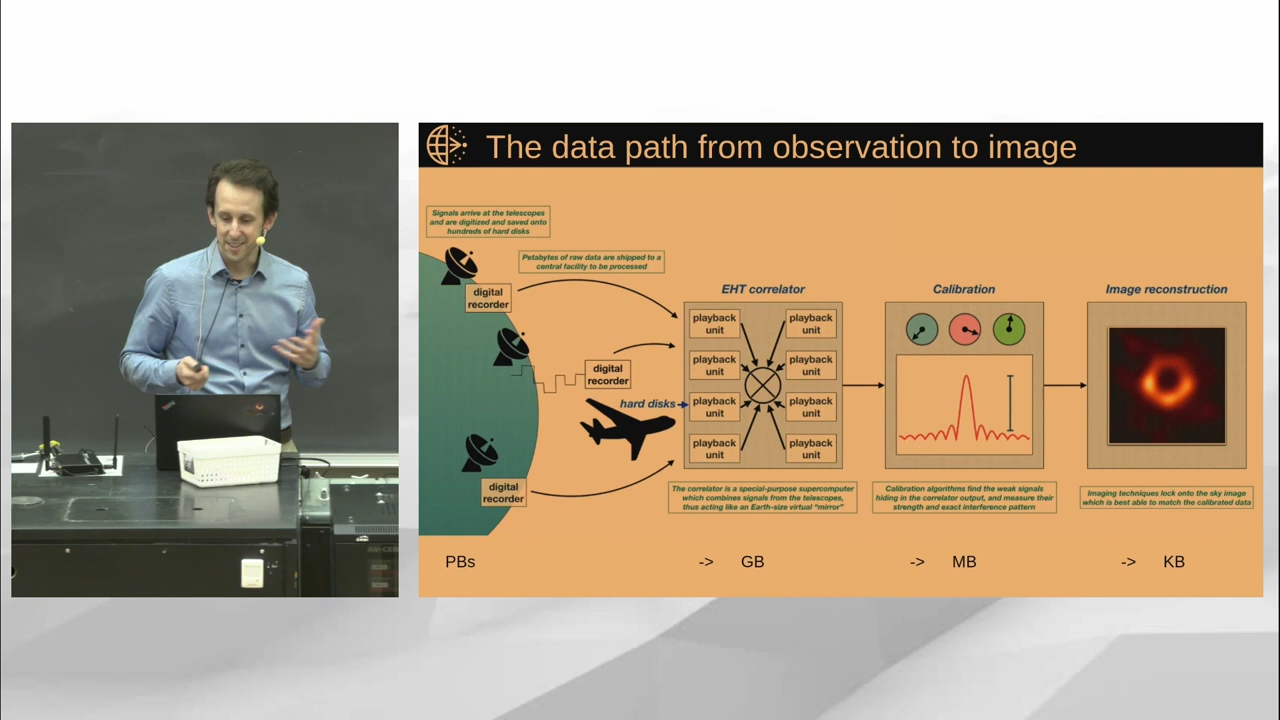 The data path from observation to image
Signals arrive at the telescopes
and are digitized and saved onto
hundreds of hard disks
Petabytes of raw data are shipped to a
central facility to be processed
digital
recorder
digital
recorder
hard disks
digital
recorder
EHT correlator
playback
unit
playback
unit
playback
unit
playback
unit
playback
unit
playback
unit
playback
unit
playback
unit
The correlator is a special-purpose supercomputer
which combines signals from the telescopes,
thus acting like an Earth-size virtual “mirror”
Calibration
Calibration algorithms find the weak signals
hiding in the correlator output, and measure their
strength and exact interference pattern
Image reconstruction
Imaging techniques lock onto the sky image
which is best able to match the calibrated data
PBs -> GB -> MB -> KB